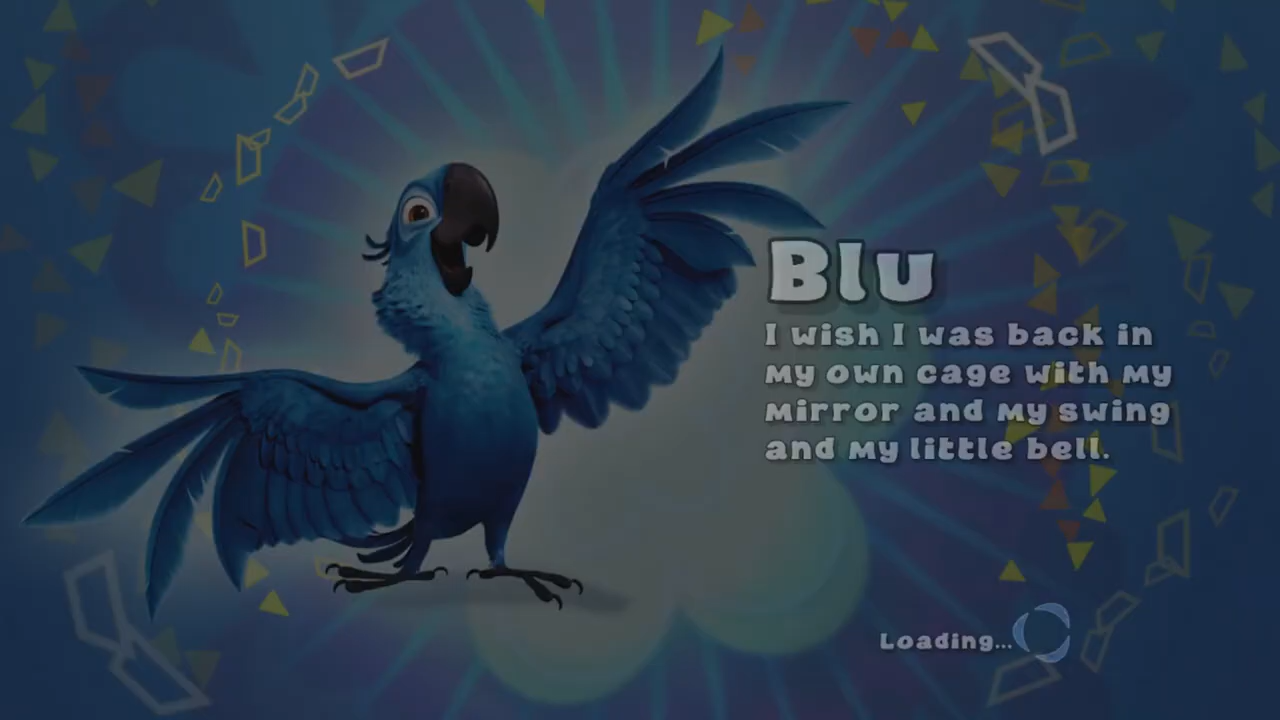 Blu
I wish I was back in
my own cage with my
mirror and my swing
and my little bell.
Loading...